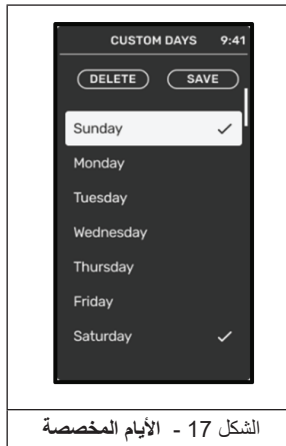 CUSTOM DAYS 9:41
DELETE SAVE
Sunday
Monday
Tuesday
Wednesday
Thursday
Friday
Saturday
الشكل 17 - الأيام المخصصة